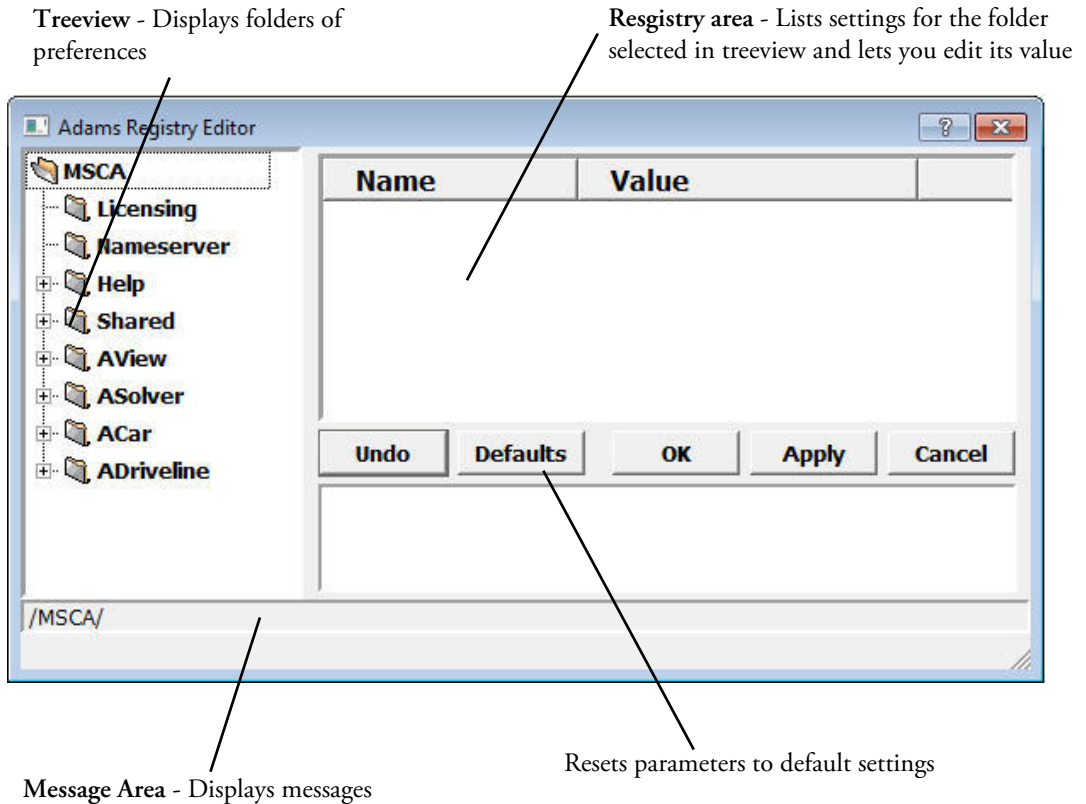 Treeview - Displays folders of
preferences
Resgistry area - Lists settings for the folder
selected in treeview and lets you edit its value
Adams Registry Editor
MSCA
Licensing
Nameserver
Help
Shared
AView
ASolver
ACar
ADriveline
Name Value
Undo Defaults OK Apply Cancel
/MSCA/
Resets parameters to default settings
Message Area - Displays messages